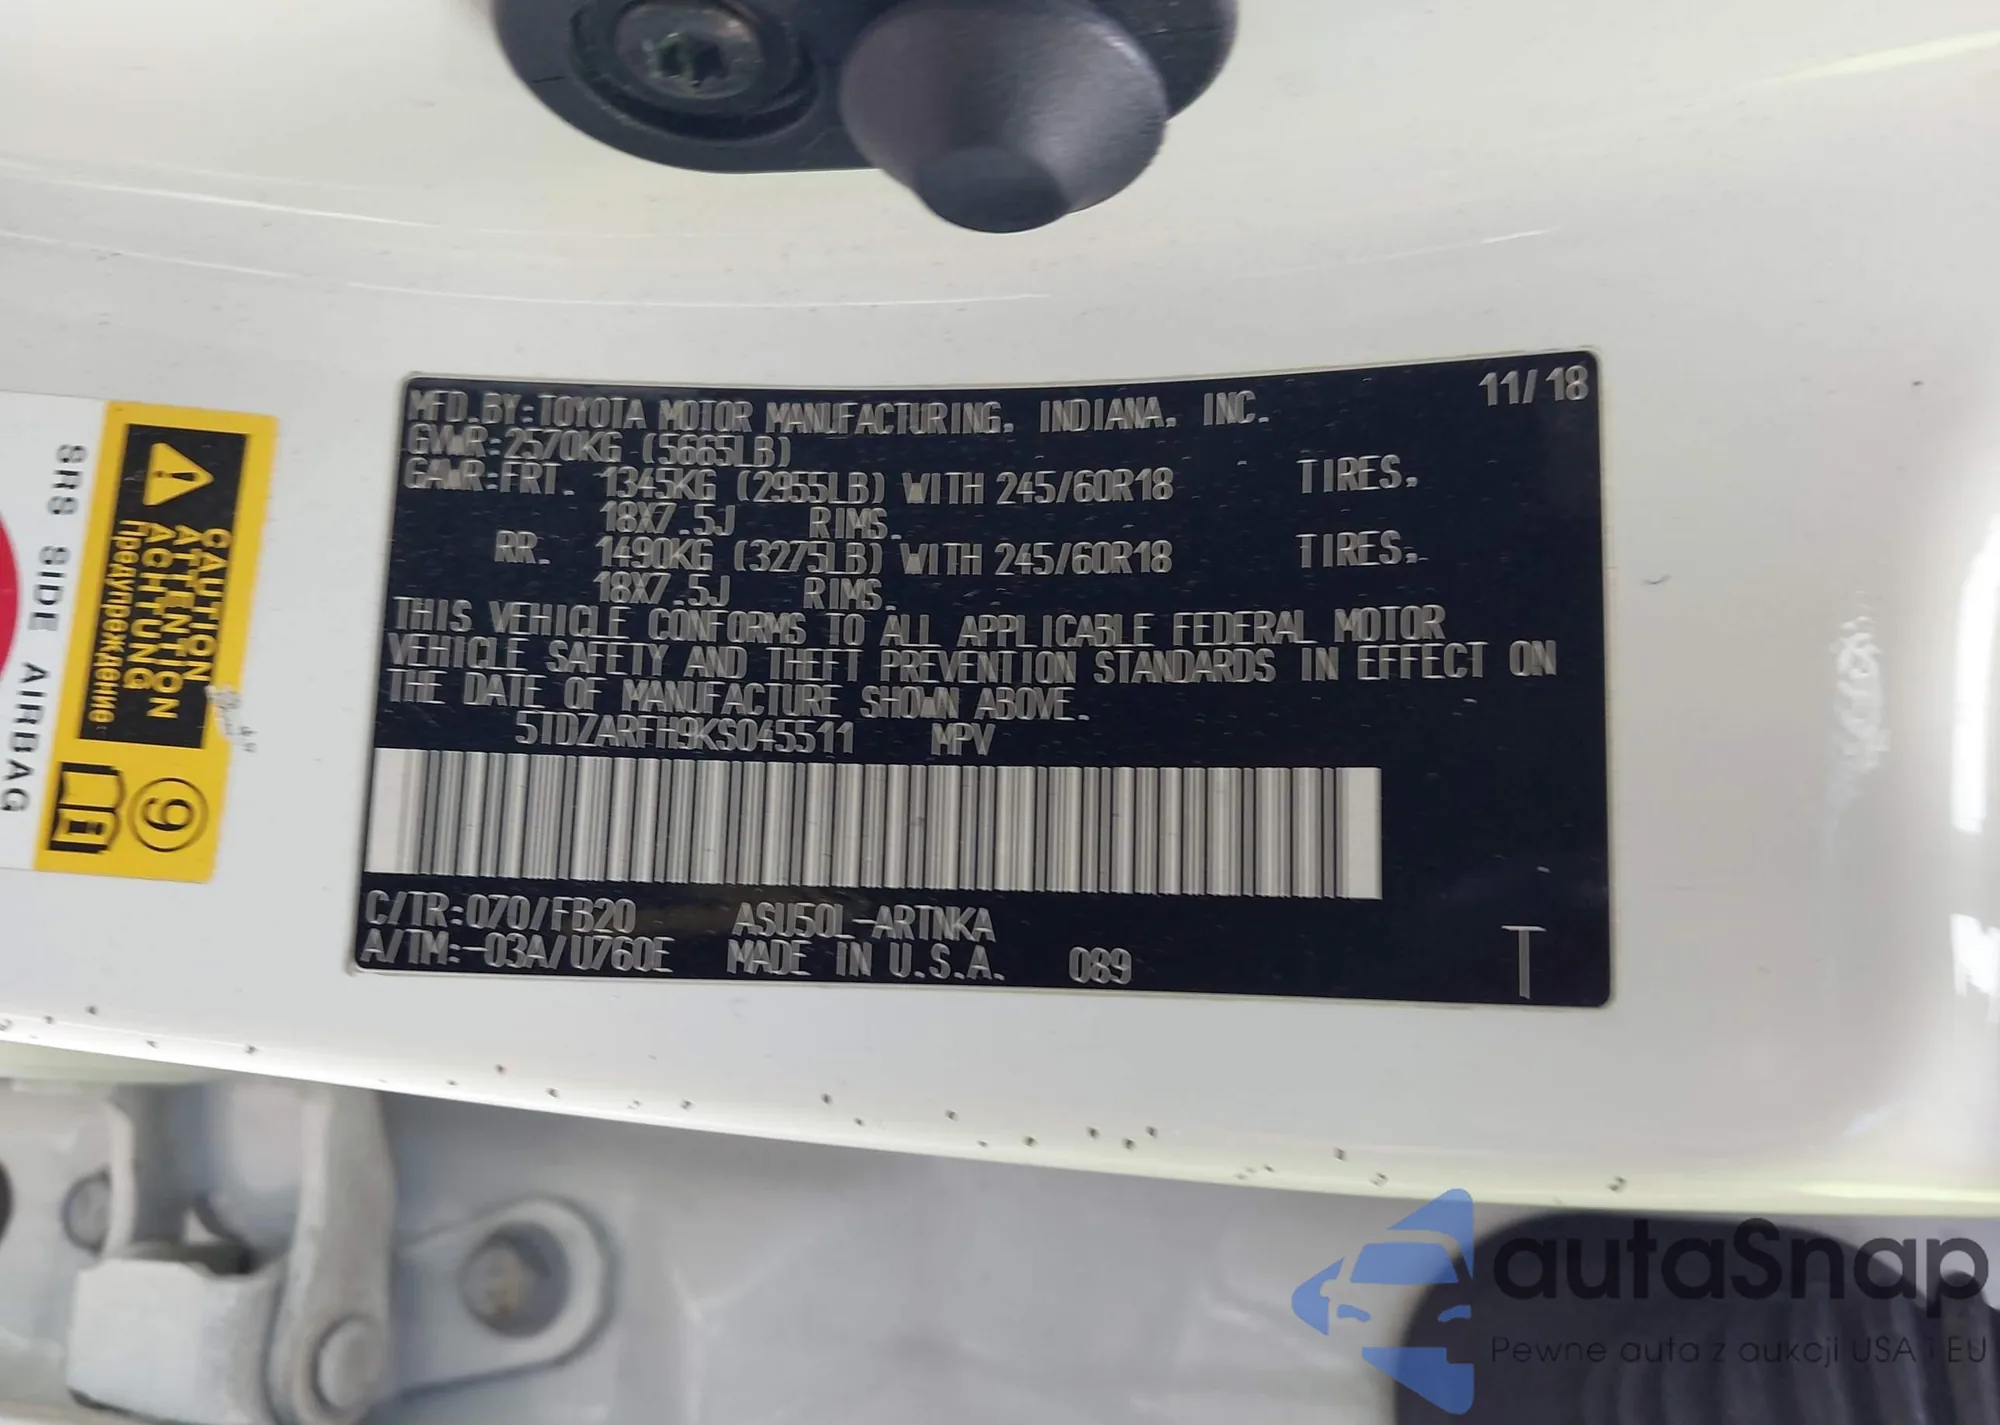 MFD.BY:TOYOTA MOTOR MANUFACTURING, INDIANA, INC. 11/18
GVWR:2570KG (5665LB)
GAWR:FRT. 1345KG (2955LB) WITH 245/60R18 TIRES,
18X7.5J RIMS.
RR. 1490KG (3275LB) WITH 245/60R18 TIRES,
18X7.5J RIMS.
THIS VEHICLE CONFORMS TO ALL APPLICABLE FEDERAL MOTOR
VEHICLE SAFETY AND THEFT PREVENTION STANDARDS IN EFFECT ON
THE DATE OF MANUFACTURE SHOWN ABOVE.
5TDZARFH9KS045511 MPV
C/TR:070/FB20 ASU50L-ARTNKA
A/TM:-03A/U760E MADE IN U.S.A. 089 T
CAUTION
ATTENTION
ACHTUNG
Предупреждение
9
SRS SIDE AIRBAG
autaSnap
Pewne auta z aukcji USA i EU